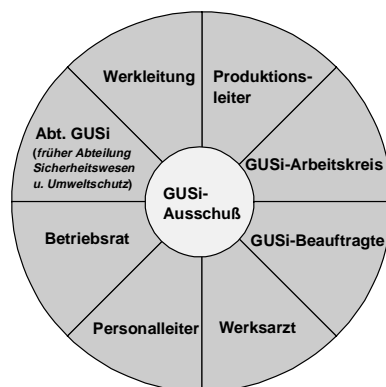 Werkleitung
Produktions-
leiter
Abt. GUSi
(früher Abteilung
Sicherheitswesen
u. Umweltschutz)
GUSi-Arbeitskreis
GUSi-
Ausschuß
Betriebsrat
GUSi-Beauftragte
Personalleiter
Werksarzt